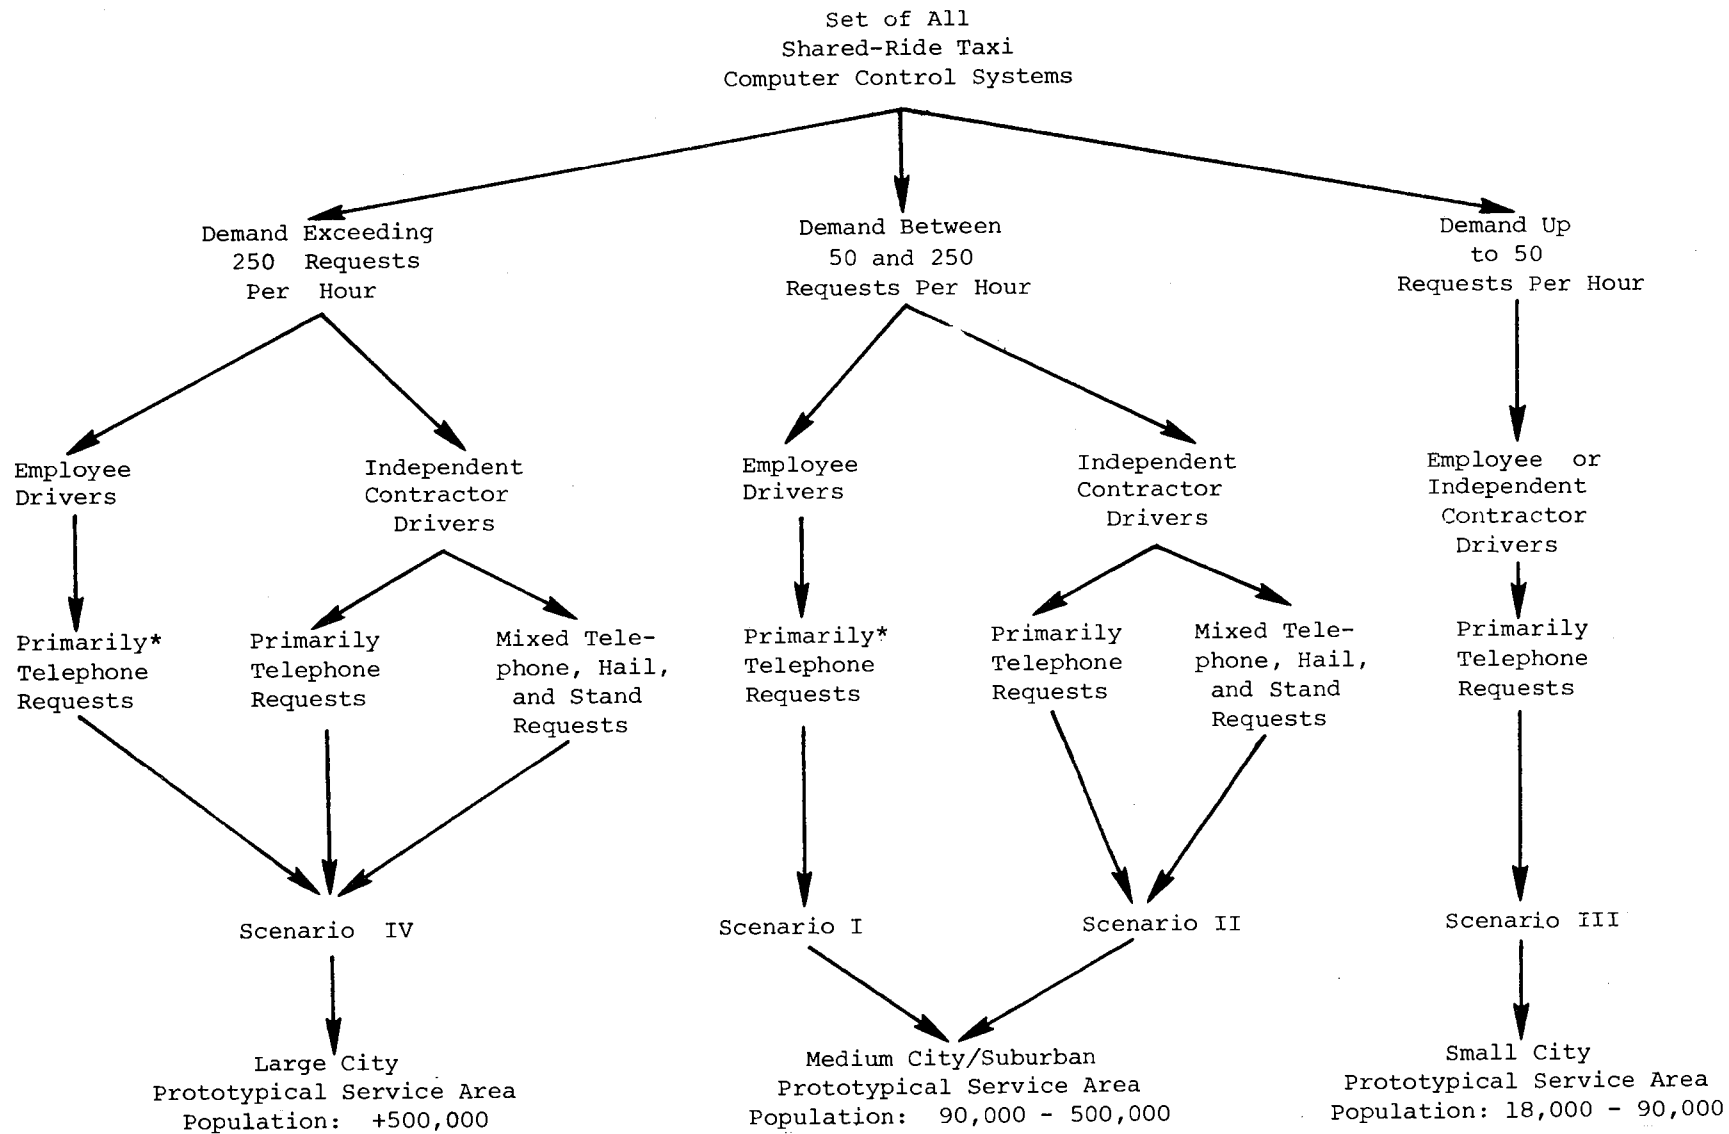 Set of All
Shared-Ride Taxi
Computer Control Systems
Demand Exceeding
250 Requests
Per Hour
Demand Between
50 and 250
Requests Per Hour
Demand Up
to 50
Requests Per Hour
Employee
Drivers
Independent
Contractor
Drivers
Employee
Drivers
Independent
Contractor
Drivers
Employee or
Independent
Contractor
Drivers
Primarily*
Telephone
Requests
Primarily
Telephone
Requests
Mixed Tele-
phone, Hail,
and Stand
Requests
Primarily*
Telephone
Requests
Primarily
Telephone
Requests
Mixed Tele-
phone, Hail,
and Stand
Requests
Primarily
Telephone
Requests
Scenario IV
Scenario I
Scenario II
Scenario III
Large City
Prototypical Service Area
Population: +500,000
Medium City/Suburban
Prototypical Service Area
Population: 90,000 - 500,000
Small City
Prototypical Service Area
Population: 18,000 - 90,000